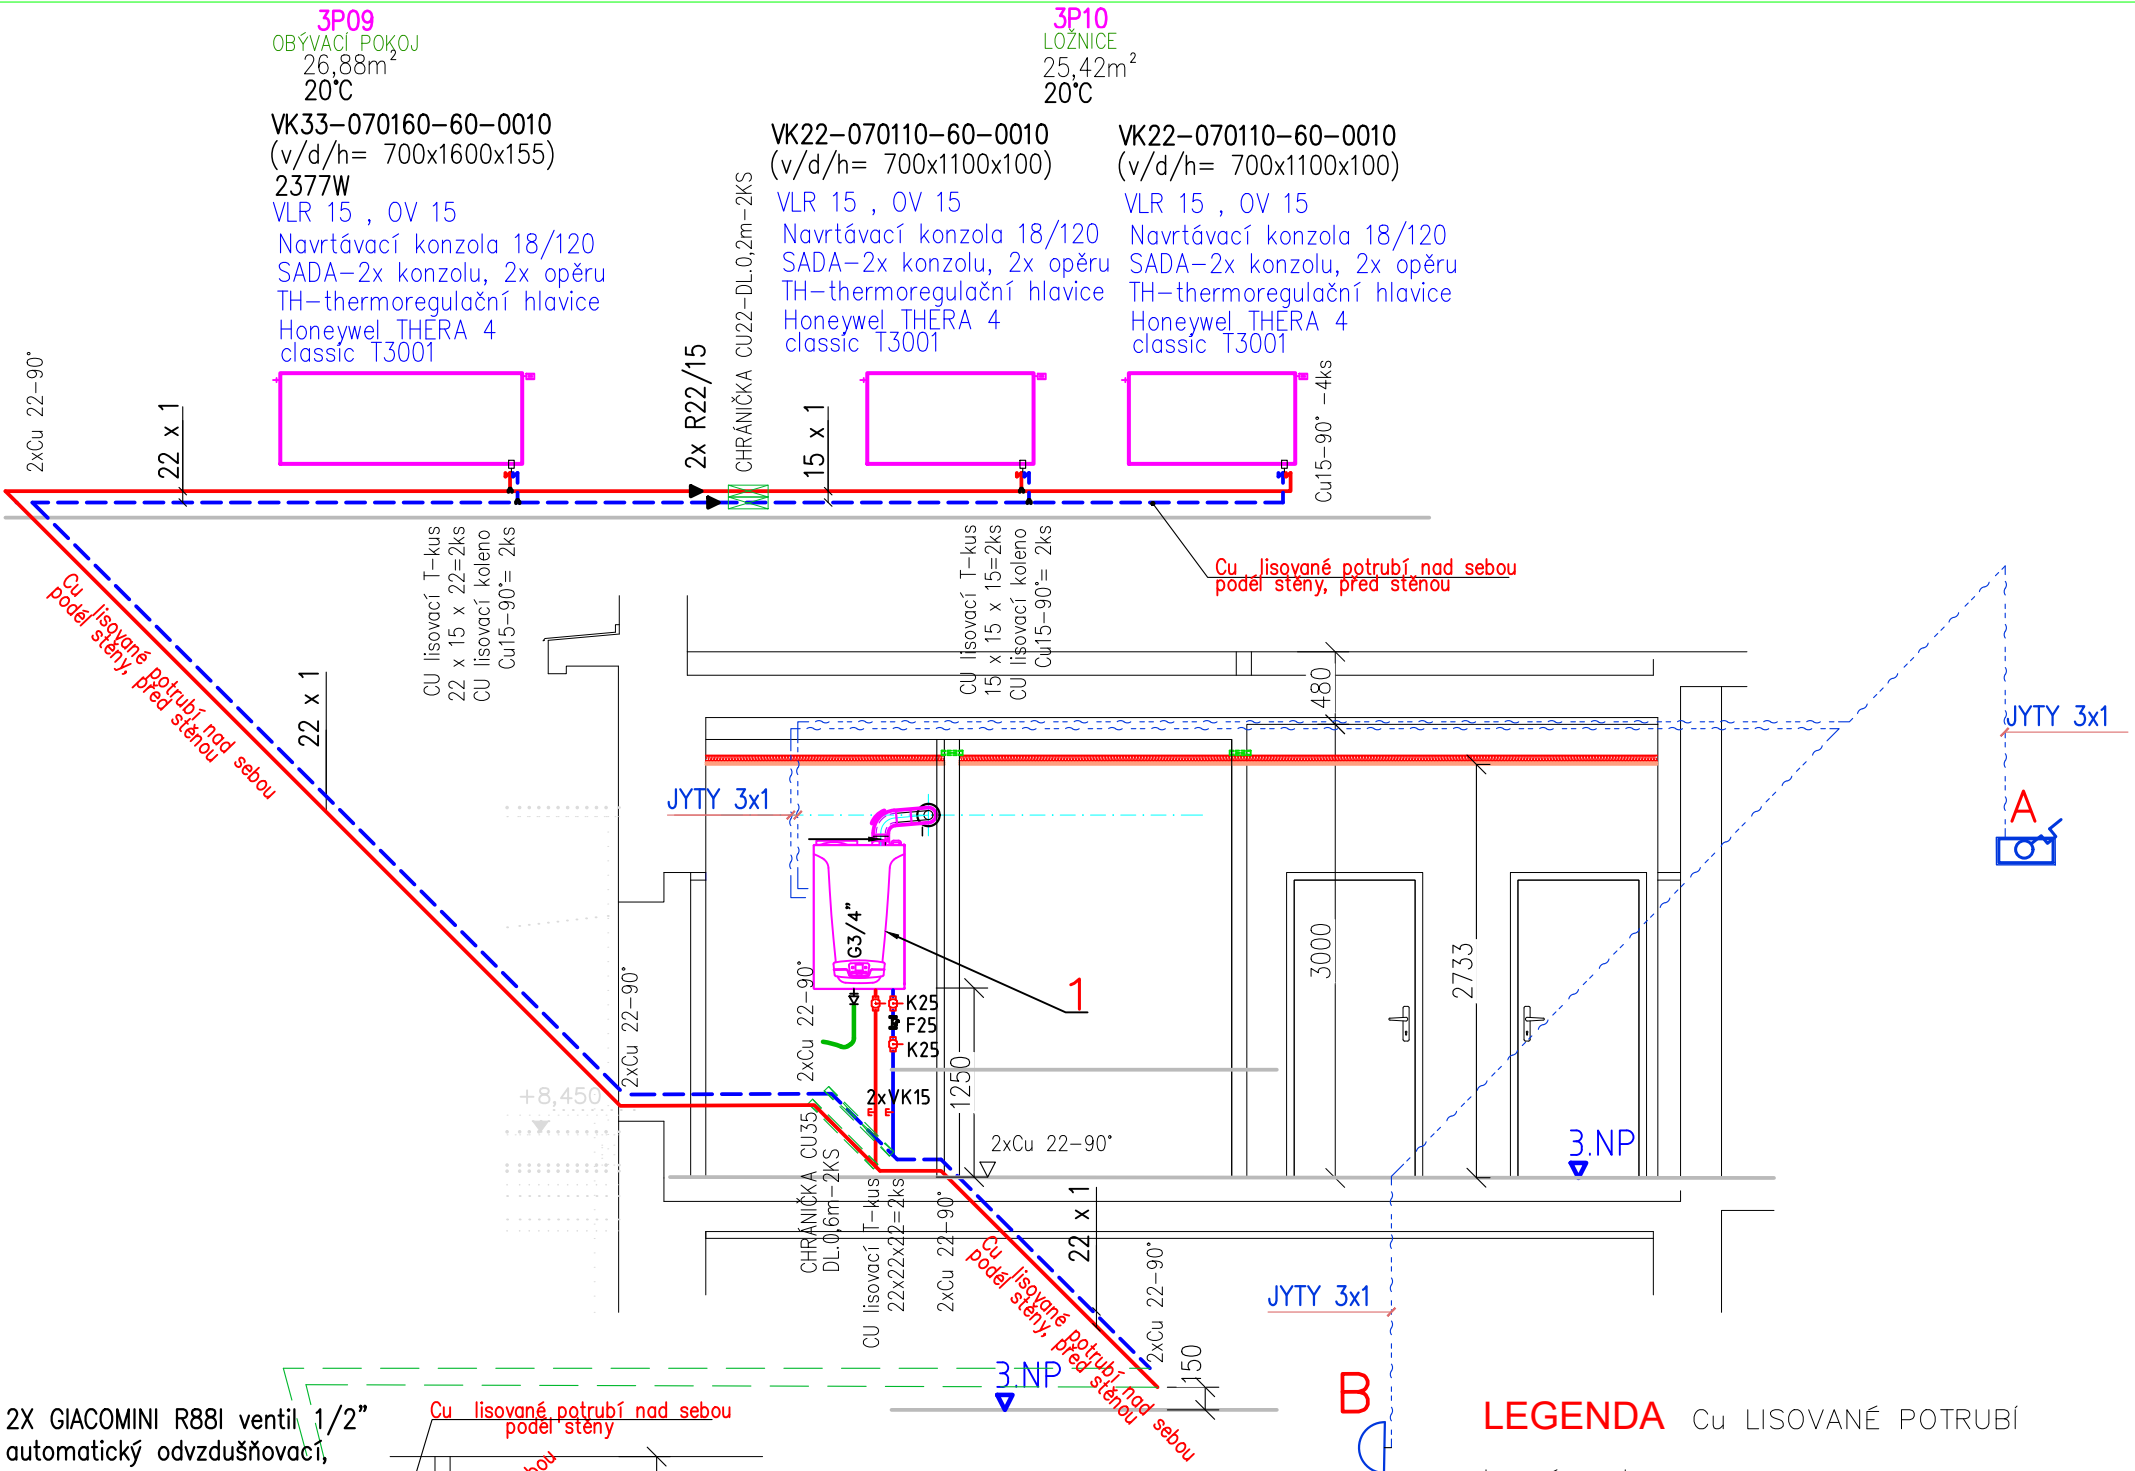 3P09
OBÝVACÍ POKOJ
26,88m²
20°C
VK33-070160-60-0010
(v/d/h= 700x1600x155)
2377W
VLR 15 , OV 15
Navrtávací konzola 18/120
SADA-2x konzolu, 2x opěru
TH-thermoregulační hlavice
Honeywel THERA 4
classic T3001
3P10
LOŽNICE
25,42m²
20°C
VK22-070110-60-0010
(v/d/h= 700x1100x100)
VLR 15 , OV 15
Navrtávací konzola 18/120
SADA-2x konzolu, 2x opěru
TH-thermoregulační hlavice
Honeywel THERA 4
classic T3001
VK22-070110-60-0010
(v/d/h= 700x1100x100)
VLR 15 , OV 15
Navrtávací konzola 18/120
SADA-2x konzolu, 2x opěru
TH-thermoregulační hlavice
Honeywel THERA 4
classic T3001
2xCu 22-90°
22 x 1
2x R22/15
CHRÁNIČKA CU22-DL.0,2m-2KS
15 x 1
Cu15-90° -4ks
CU lisovací T-kus
22 x 15 x 22=2ks
CU lisovací koleno
Cu15-90°= 2ks
CU lisovací T-kus
15 x 15 x 15=2ks
CU lisovací koleno
Cu15-90°= 2ks
Cu lisované potrubí nad sebou
podél stěny, před stěnou
Cu lisované potrubí nad sebou
podél stěny, před stěnou
22 x 1
480
JYTY 3x1
JYTY 3x1
A
G3/4"
1
K25
F25
K25
2xVK15
2xCu 22-90°
2xCu 22-90°
3000
2733
1250
+8,450
2xCu 22-90°
3.NP
CHRÁNIČKA CU35
DL.0,6m-2KS
CU lisovací T-kus
22x22x22=2ks
2xCu 22-90°
22 x 1
2xCu 22-90°
Cu lisované potrubí nad sebou
podél stěny, před stěnou
150
JYTY 3x1
3.NP
B
2X GIACOMINI R88I ventil 1/2"
automatický odvzdušňovací,
Cu lisované potrubí nad sebou
podél stěny
LEGENDA Cu LISOVANÉ POTRUBÍ